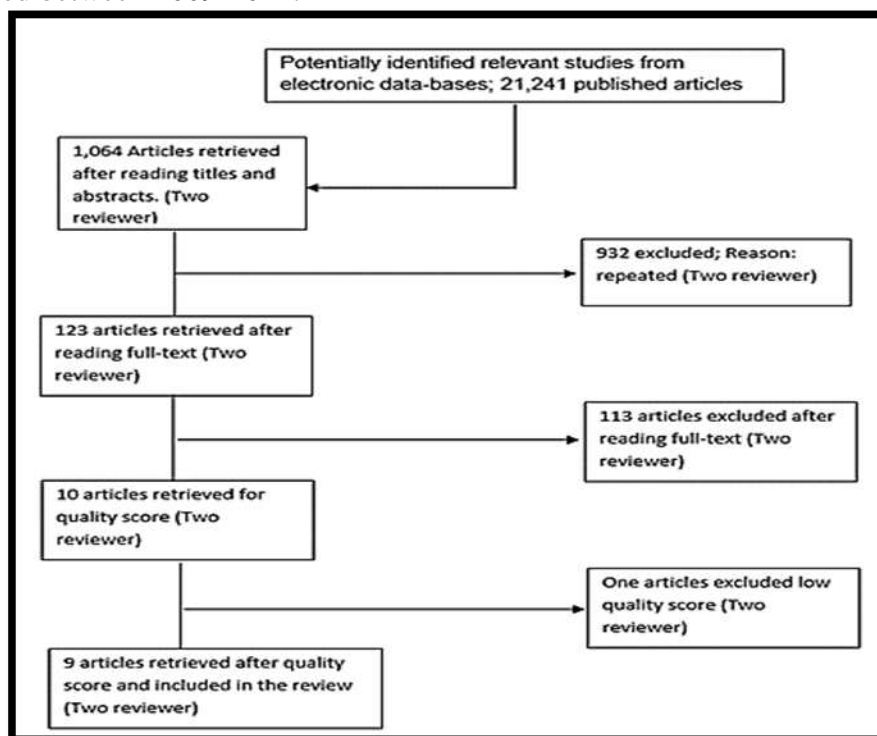 Potentially identified relevant studies from
electronic data-bases; 21,241 published articles
1,064 Articles retrieved
after reading titles and
abstracts. (Two
reviewer)
932 excluded; Reason:
repeated (Two reviewer)
123 articles retrieved after
reading full-text (Two
reviewer)
113 articles excluded after
reading full-text (Two
reviewer)
10 articles retrieved for
quality score (Two
reviewer)
One articles excluded low
quality score (Two
reviewer)
9 articles retrieved after quality
score and included in the review
(Two reviewer)